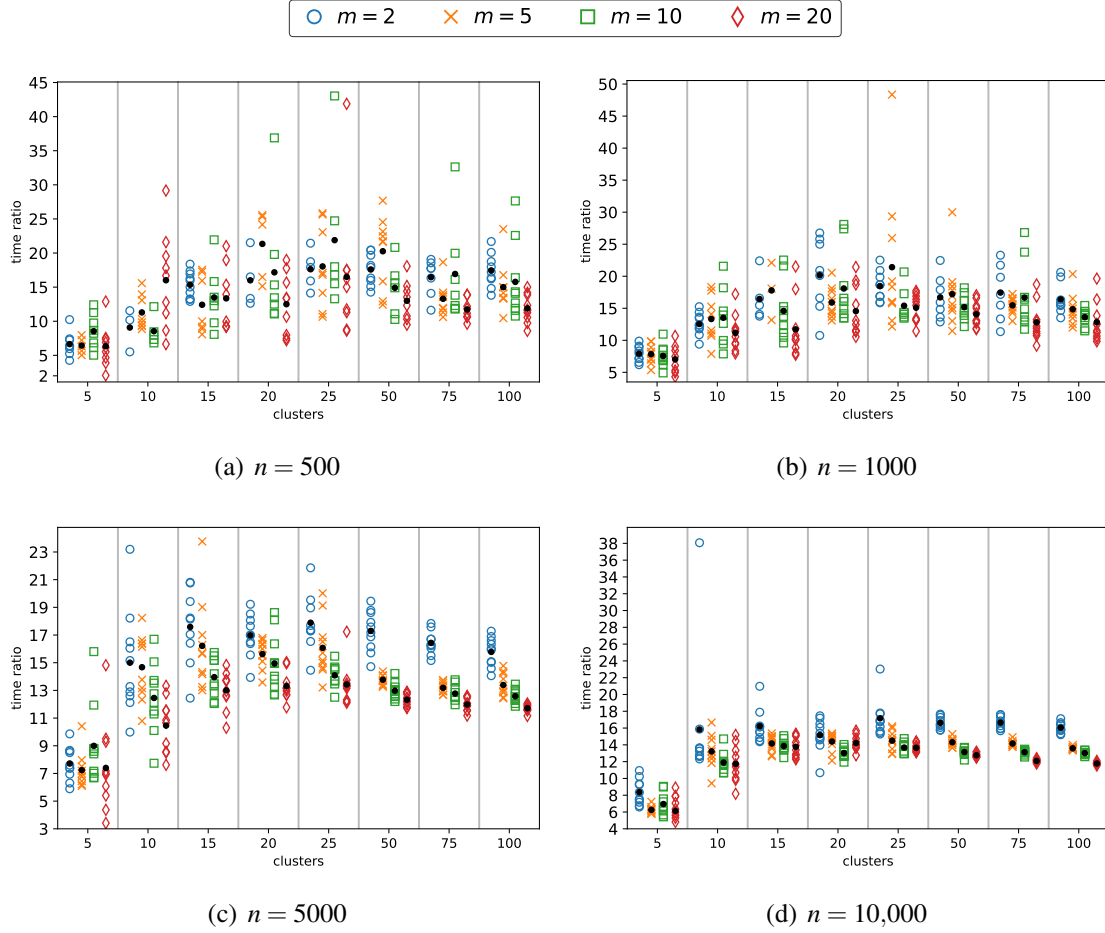 m = 2 m = 5 m = 10 m = 20
45
40
35
30
25
20
15
10
5
2
time ratio
5 10 15 20 25 50 75 100
clusters
(a) n = 500
50
45
40
35
30
25
20
15
10
5
time ratio
5 10 15 20 25 50 75 100
clusters
(b) n = 1000
23
21
19
17
15
13
11
9
7
5
3
time ratio
5 10 15 20 25 50 75 100
clusters
(c) n = 5000
38
36
34
32
30
28
26
24
22
20
18
16
14
12
10
8
6
4
time ratio
5 10 15 20 25 50 75 100
clusters
(d) n = 10,000